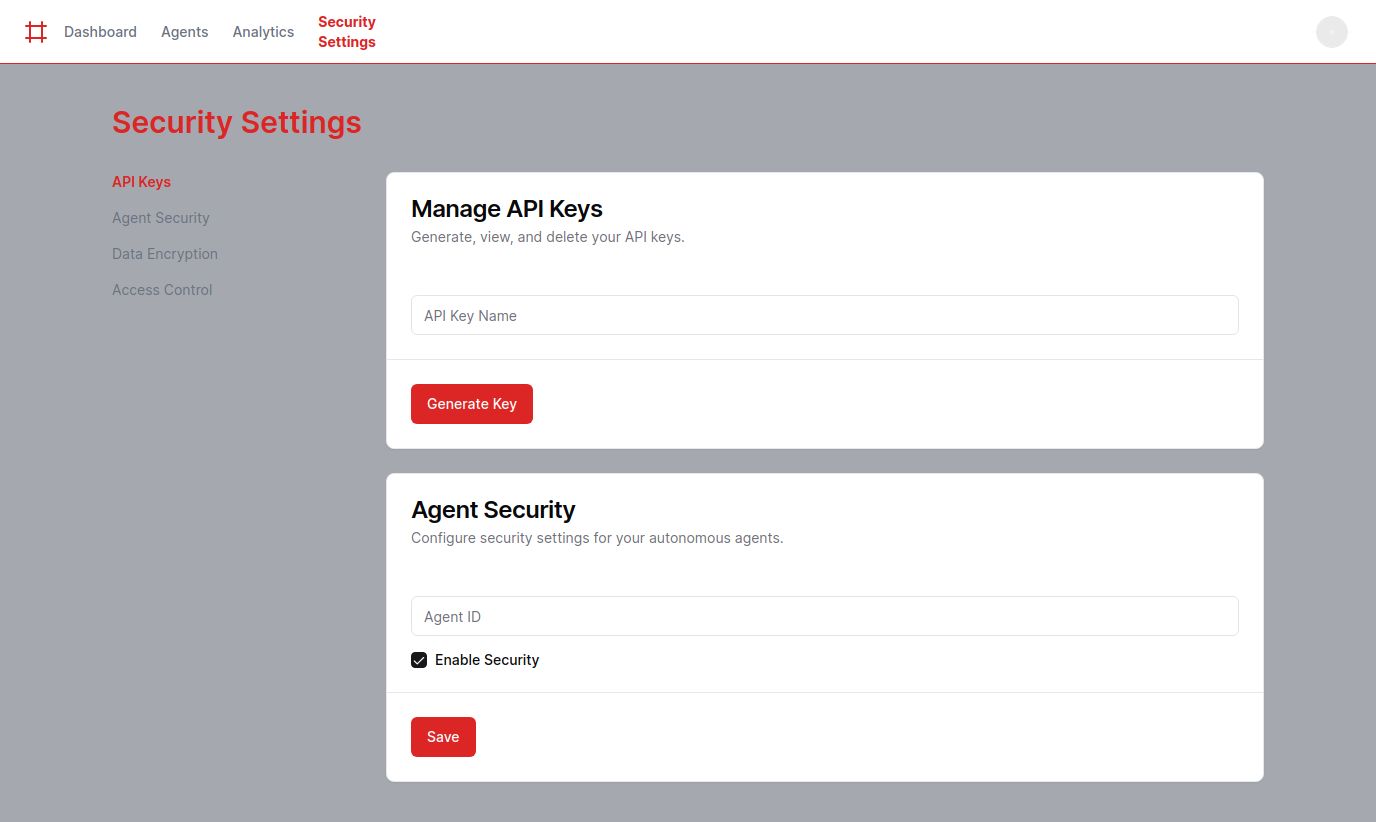 Dashboard
Agents
Analytics
Security
Settings
Security Settings
API Keys
Agent Security
Data Encryption
Access Control
Manage API Keys
Generate, view, and delete your API keys.
API Key Name
Generate Key
Agent Security
Configure security settings for your autonomous agents.
Agent ID
Enable Security
Save